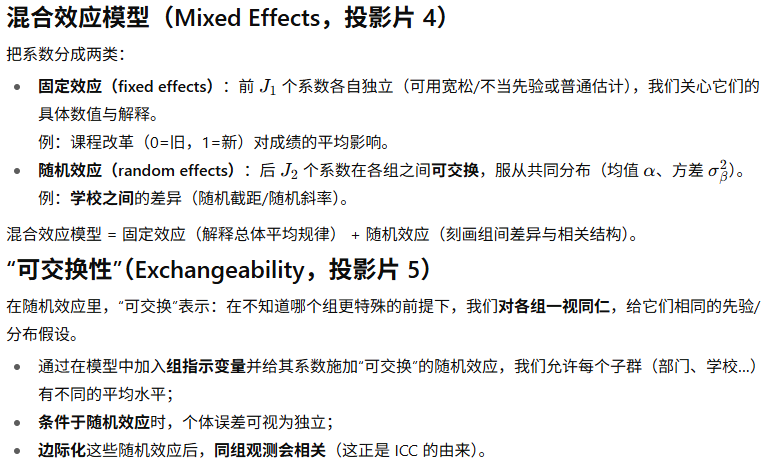 混合效应模型（Mixed Effects，投影片 4）
把系数分成两类：
• 固定效应（fixed effects）：前 J₁ 个系数各自独立（可用宽松/不当先验或普通估计），我们关心它们的
具体数值与解释。
例：课程改革（0=旧，1=新）对成绩的平均影响。
• 随机效应（random effects）：后 J₂ 个系数在各组之间可交换，服从共同分布（均值 α、方差 σ²_β）。
例：学校之间的差异（随机截距/随机斜率）。
混合效应模型 = 固定效应（解释总体平均规律） + 随机效应（刻画组间差异与相关结构）。
“可交换性”（Exchangeability，投影片 5）
在随机效应里，“可交换”表示：在不知道哪个组更特殊的前提下，我们对各组一视同仁，给它们相同的先验/
分布假设。
• 通过在模型中加入组指示变量并给其系数施加“可交换”的随机效应，我们允许每个子群（部门、学校...）
有不同的平均水平；
• 条件于随机效应时，个体误差可视为独立；
• 边际化这些随机效应后，同组观测会相关（这正是 ICC 的由来）。